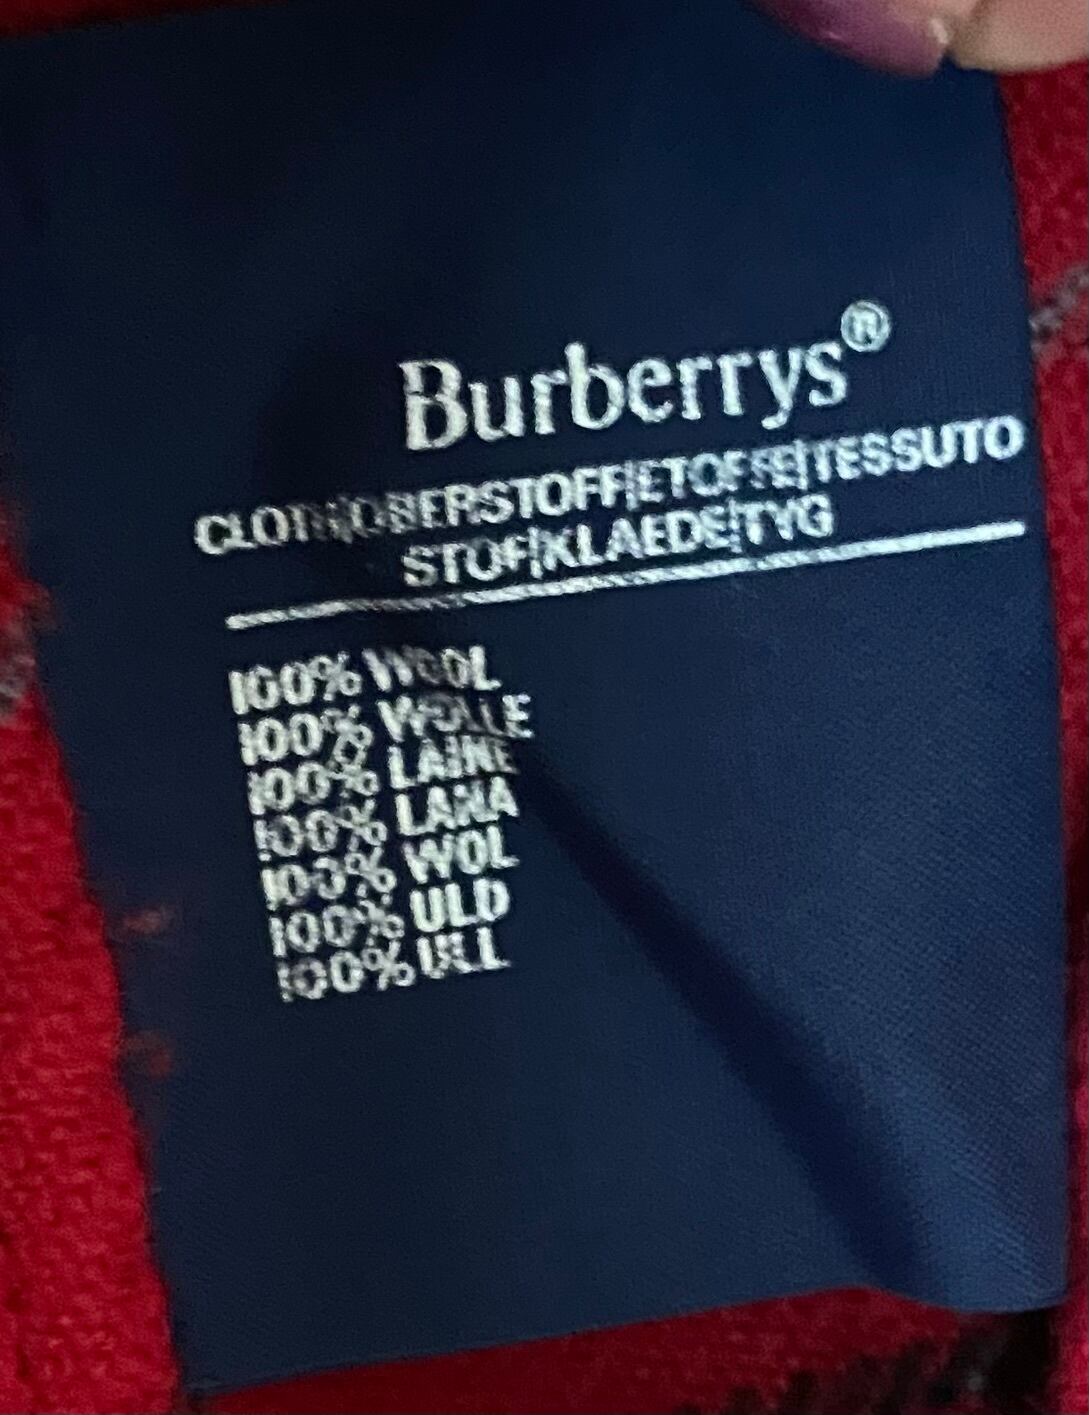 Burberrys®
CLOTH/OBERSTOFF/ETOFFE/TESSUTO
STOF/KLAEDE/TYG
100% WOOL
100% WOLLE
100% LAINE
100% LANA
100% WOL
100% ULD
100% ULL